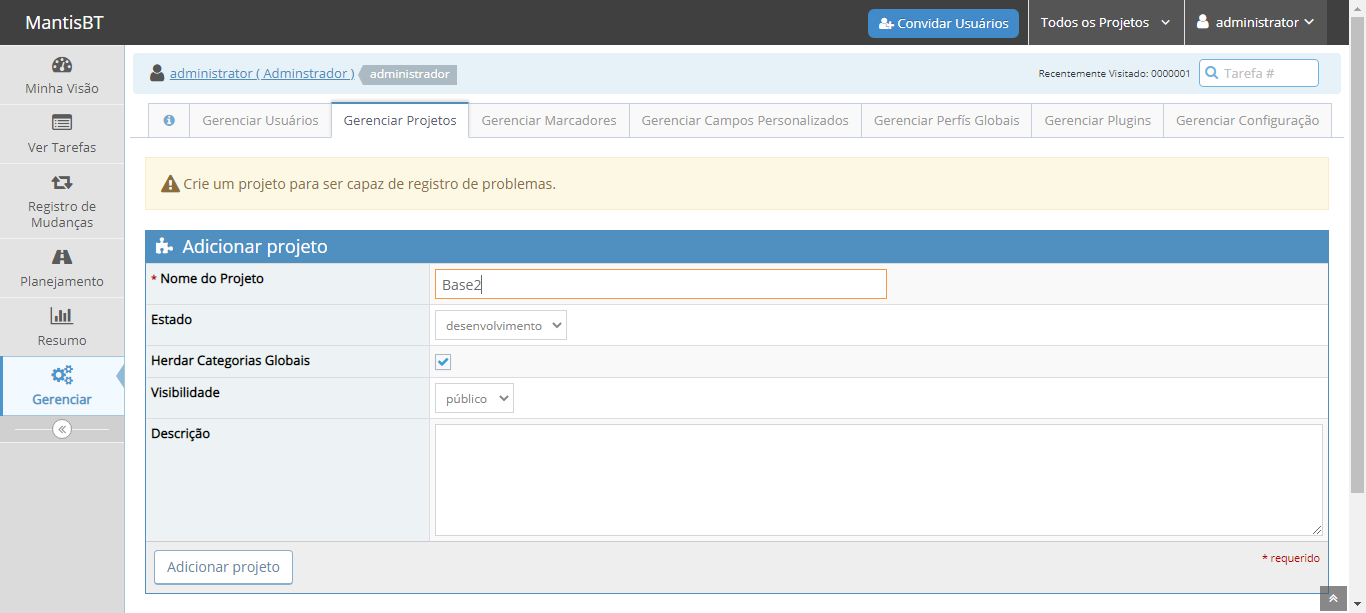 MantisBT
Convidar Usuários
Todos os Projetos
administrator
Minha Visão
Ver Tarefas
Registro de
Mudanças
Planejamento
Resumo
Gerenciar
administrator ( Adminstrador )
administrador
Recentemente Visitado: 0000001
Tarefa #
Gerenciar Usuários
Gerenciar Projetos
Gerenciar Marcadores
Gerenciar Campos Personalizados
Gerenciar Perfís Globais
Gerenciar Plugins
Gerenciar Configuração
Crie um projeto para ser capaz de registro de problemas.
Adicionar projeto
* Nome do Projeto
Base2
Estado
desenvolvimento
Herdar Categorias Globais
Visibilidade
público
Descrição
Adicionar projeto
* requerido